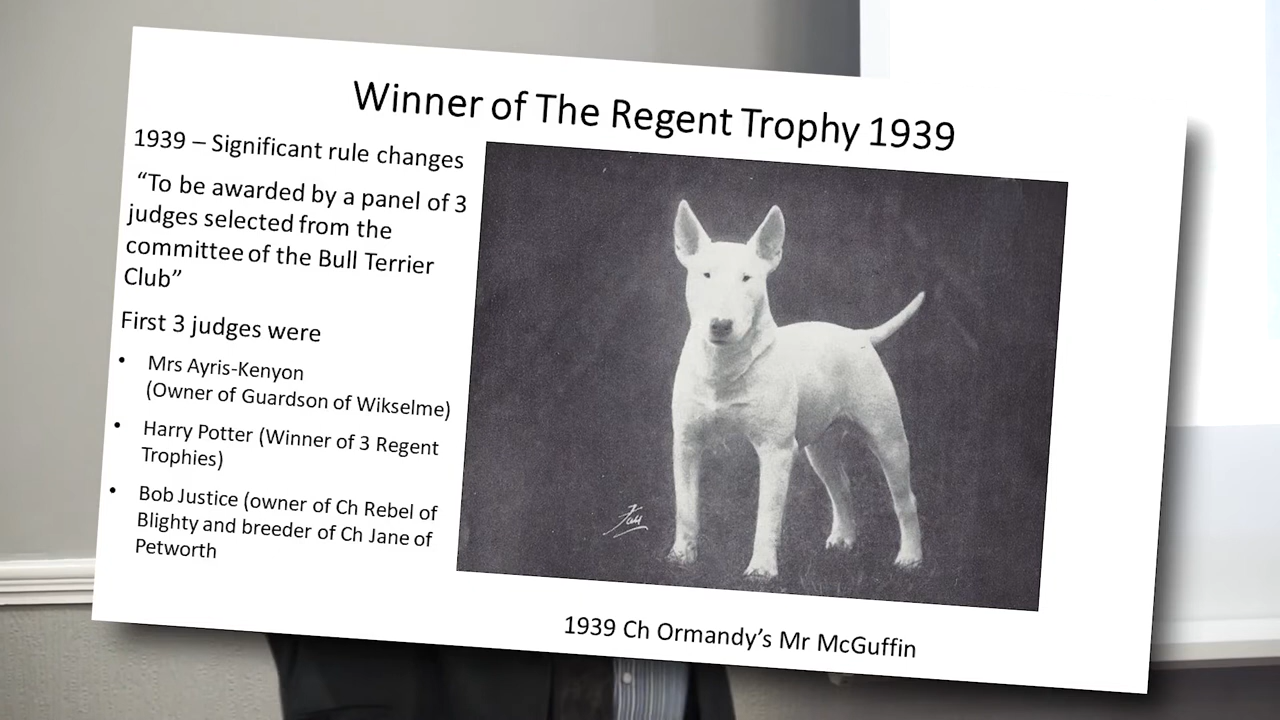 Winner of The Regent Trophy 1939
1939 – Significant rule changes
“To be awarded by a panel of 3
judges selected from the
committee of the Bull Terrier
Club”
First 3 judges were
• Mrs Ayris-Kenyon
(Owner of Guardson of Wikselme)
• Harry Potter (Winner of 3 Regent
Trophies)
• Bob Justice (owner of Ch Rebel of
Blighty and breeder of Ch Jane of
Petworth
Fall
1939 Ch Ormandy’s Mr McGuffin